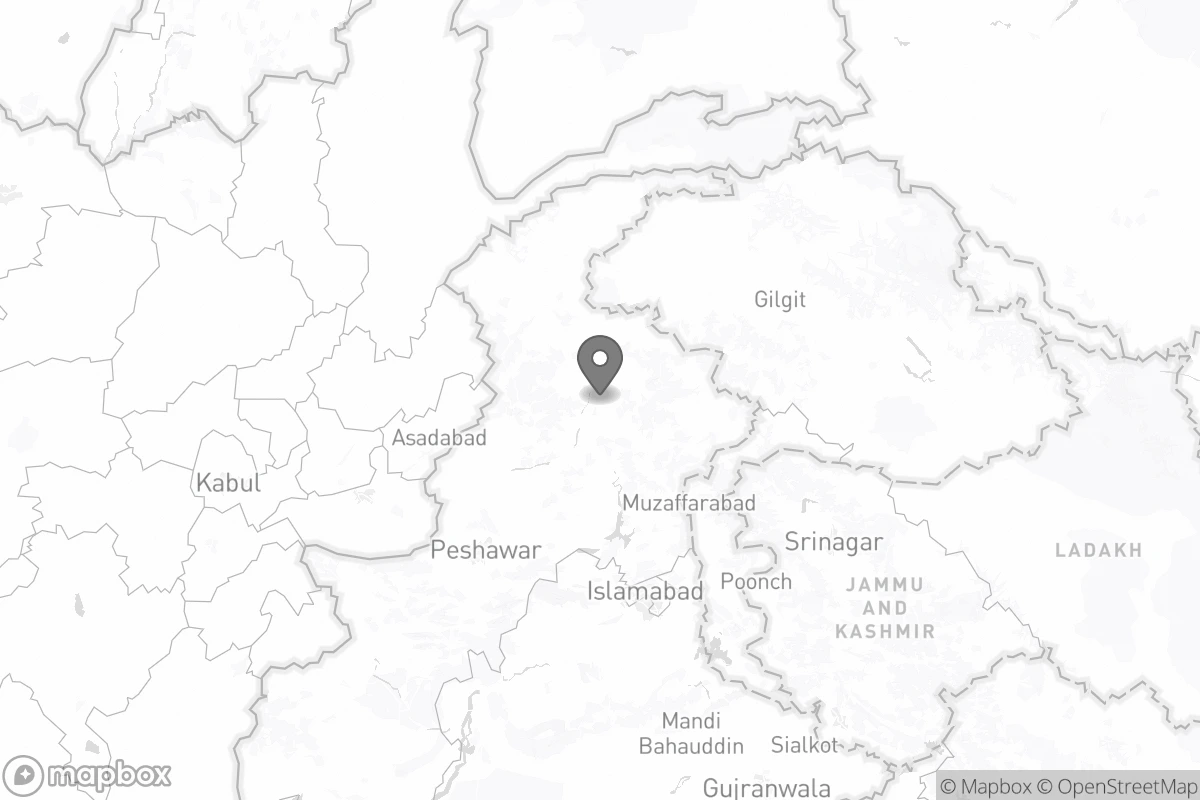 Gilgit
Asadabad
Kabul
Muzaffarabad
Peshawar
Srinagar
LADAKH
Islamabad
Poonch
JAMMU
AND
KASHMIR
Mandi
Bahauddin
Sialkot
Gujranwala
mapbox
© Mapbox © OpenStreetMap